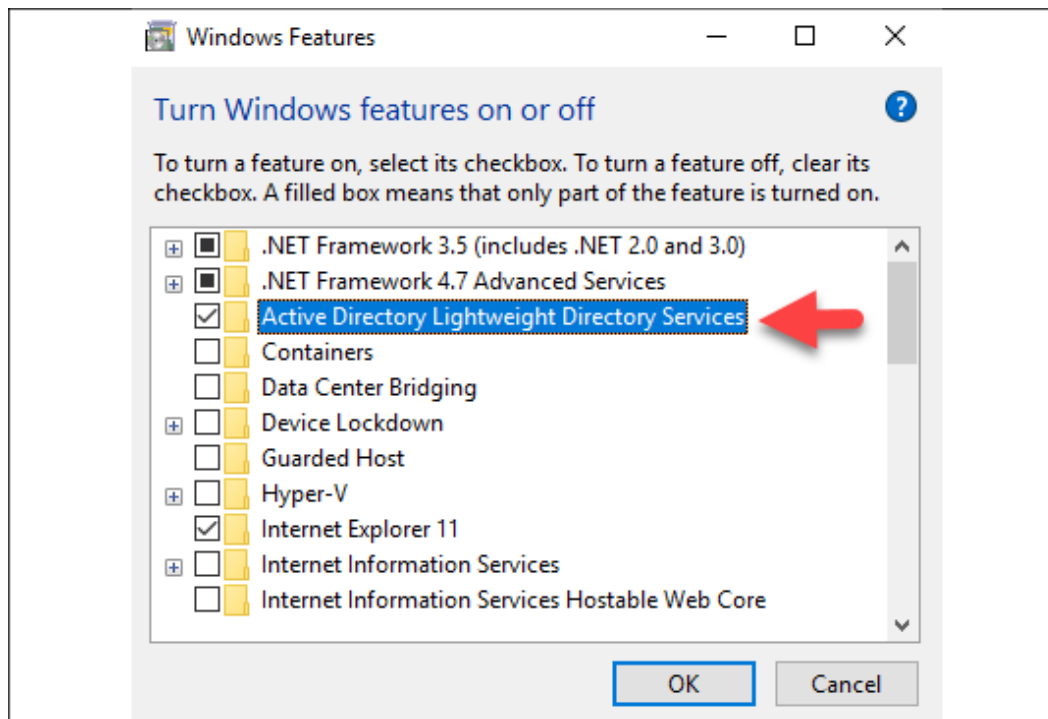 Windows Features
Turn Windows features on or off
?
To turn a feature on, select its checkbox. To turn a feature off, clear its
checkbox. A filled box means that only part of the feature is turned on.
.NET Framework 3.5 (includes .NET 2.0 and 3.0)
.NET Framework 4.7 Advanced Services
Active Directory Lightweight Directory Services
Containers
Data Center Bridging
Device Lockdown
Guarded Host
Hyper-V
Internet Explorer 11
Internet Information Services
Internet Information Services Hostable Web Core
OK
Cancel